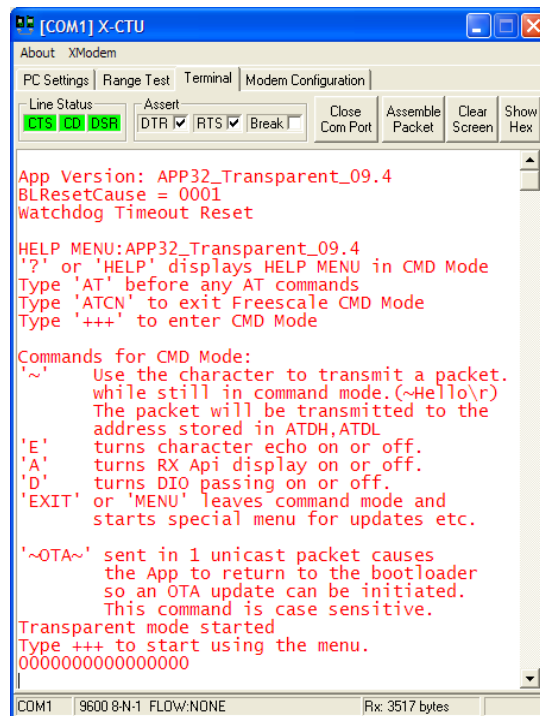 [COM1] X-CTU
About XModem
PC Settings Range Test Terminal Modem Configuration
Line Status
CTS CD DSR
Assert
DTR RTS Break
Close
Com Port
Assemble
Packet
Clear
Screen
Show
Hex
App Version: APP32_Transparent_09.4
BLResetCause = 0001
Watchdog Timeout Reset
HELP MENU:APP32_Transparent_09.4
'?' or 'HELP' displays HELP MENU in CMD Mode
Type 'AT' before any AT commands
Type 'ATCN' to exit Freescale CMD Mode
Type '+++' to enter CMD Mode
Commands for CMD Mode:
'~' Use the character to transmit a packet.
while still in command mode.(~Hello\r)
The packet will be transmitted to the
address stored in ATDH,ATDL
'E' turns character echo on or off.
'A' turns RX Api display on or off.
'D' turns DIO passing on or off.
'EXIT' or 'MENU' leaves command mode and
starts special menu for updates etc.
'~OTA~' sent in 1 unicast packet causes
the App to return to the bootloader
so an OTA update can be initiated.
This command is case sensitive.
Transparent mode started
Type +++ to start using the menu.
0000000000000000
COM1 9600 8-N-1 FLOW:NONE Rx: 3517 bytes